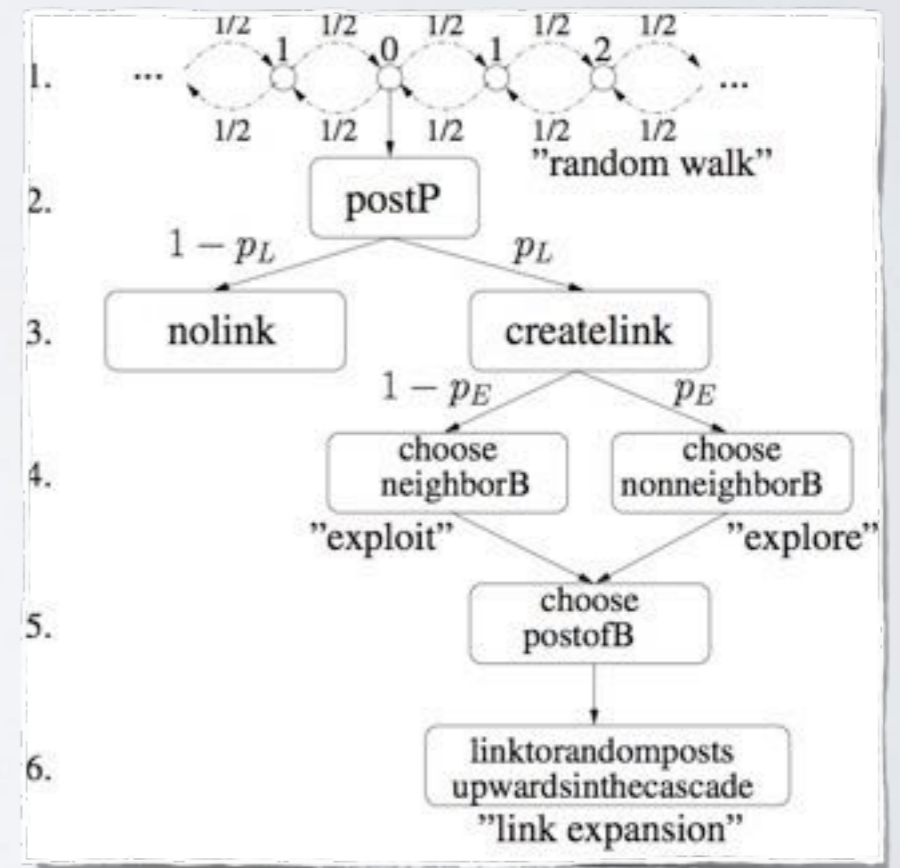 1/2 1/2 1/2 1/2 1/2
1 0 1 2
1. ... ...
1/2 1/2 1/2 1/2 1/2
"random walk"
2. postP
1 − p_L p_L
3. nolink createlink
1 − p_E p_E
choose choose
4. neighborB nonneighborB
"exploit" "explore"
choose
5. postofB
linktorandomposts
6. upwardsinthecascade
"link expansion"